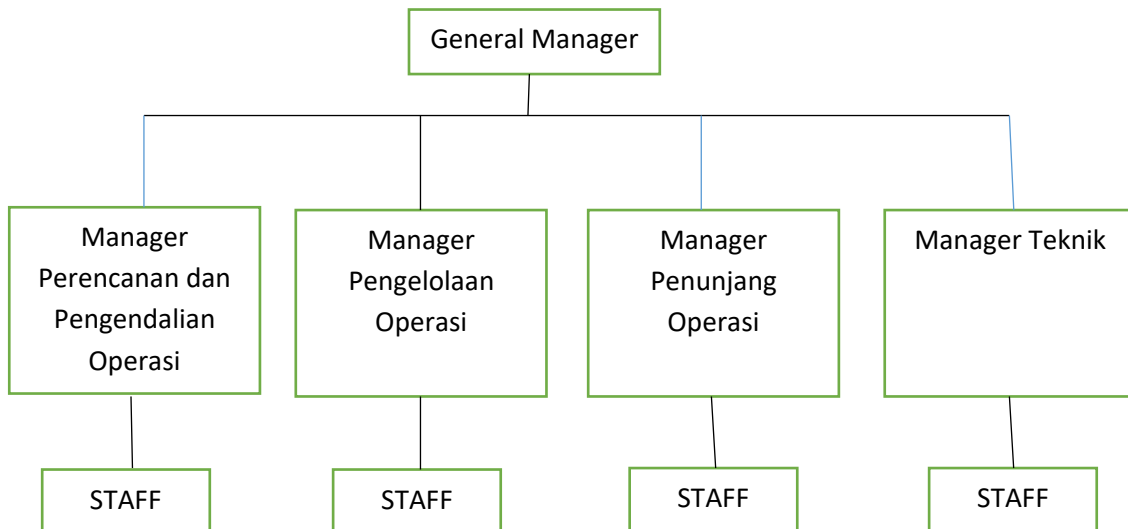 General Manager
Manager
Perencanan dan
Pengendalian
Operasi
Manager
Pengelolaan
Operasi
Manager
Penunjang
Operasi
Manager Teknik
STAFF
STAFF
STAFF
STAFF